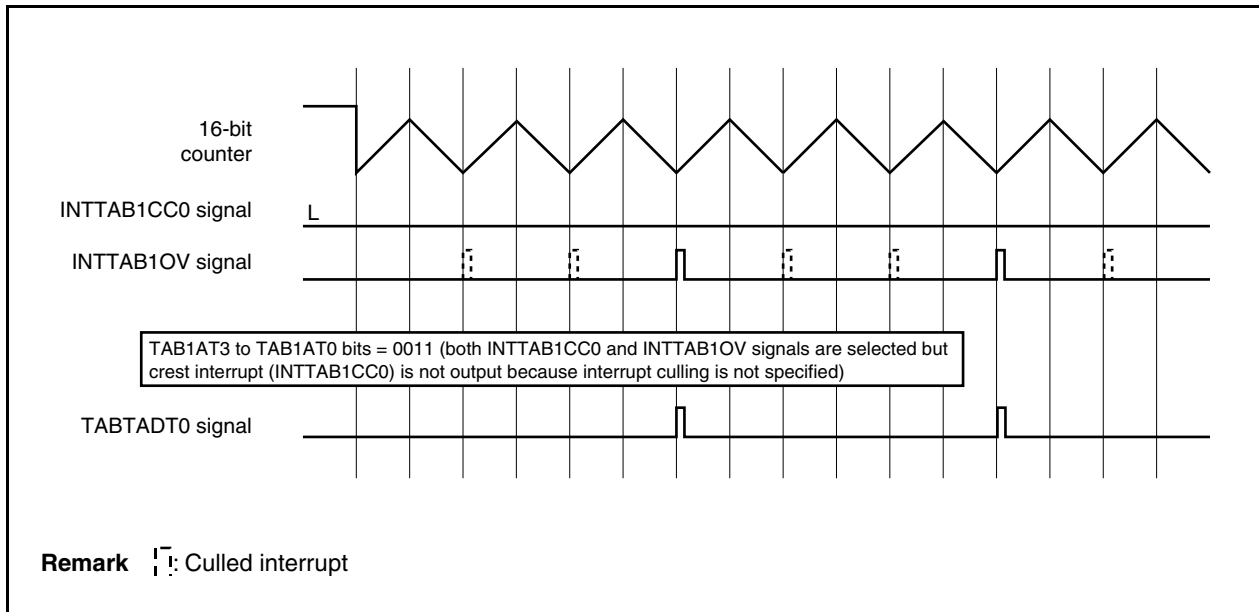 16-bit
counter
INTTAB1CC0 signal
L
INTTAB1OV signal
TAB1AT3 to TAB1AT0 bits = 0011 (both INTTAB1CC0 and INTTAB1OV signals are selected but
crest interrupt (INTTAB1CC0) is not output because interrupt culling is not specified)
TABTADT0 signal
Remark : Culled interrupt